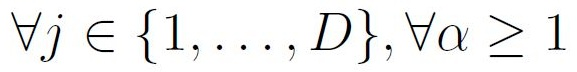 ∀j ∈ {1, . . . , D}, ∀α ≥ 1